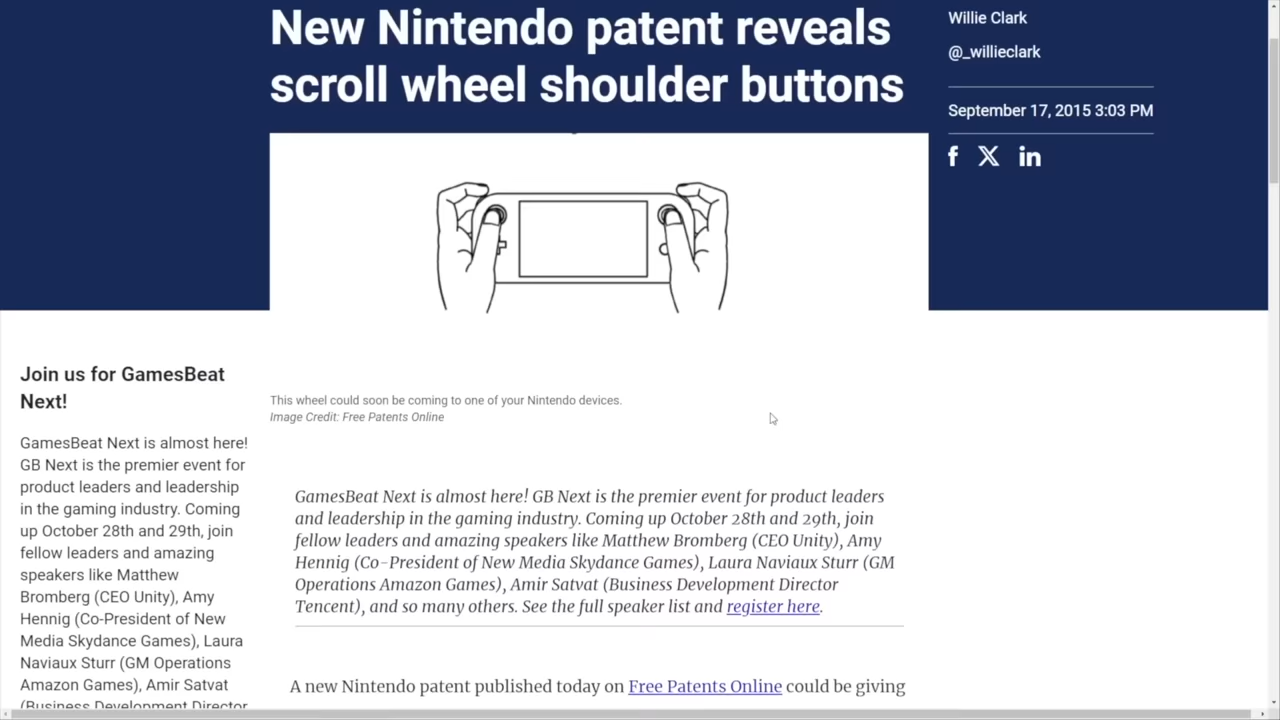 New Nintendo patent reveals
scroll wheel shoulder buttons
Willie Clark
@_willieclark
September 17, 2015 3:03 PM
Join us for GamesBeat
Next!
GamesBeat Next is almost here!
GB Next is the premier event for
product leaders and leadership
in the gaming industry. Coming
up October 28th and 29th, join
fellow leaders and amazing
speakers like Matthew
Bromberg (CEO Unity), Amy
Hennig (Co-President of New
Media Skydance Games), Laura
Naviaux Sturr (GM Operations
Amazon Games), Amir Satvat
(Business Development Director
This wheel could soon be coming to one of your Nintendo devices.
Image Credit: Free Patents Online
GamesBeat Next is almost here! GB Next is the premier event for product leaders
and leadership in the gaming industry. Coming up October 28th and 29th, join
fellow leaders and amazing speakers like Matthew Bromberg (CEO Unity), Amy
Hennig (Co-President of New Media Skydance Games), Laura Naviaux Sturr (GM
Operations Amazon Games), Amir Satvat (Business Development Director
Tencent), and so many others. See the full speaker list and register here.
A new Nintendo patent published today on Free Patents Online could be giving